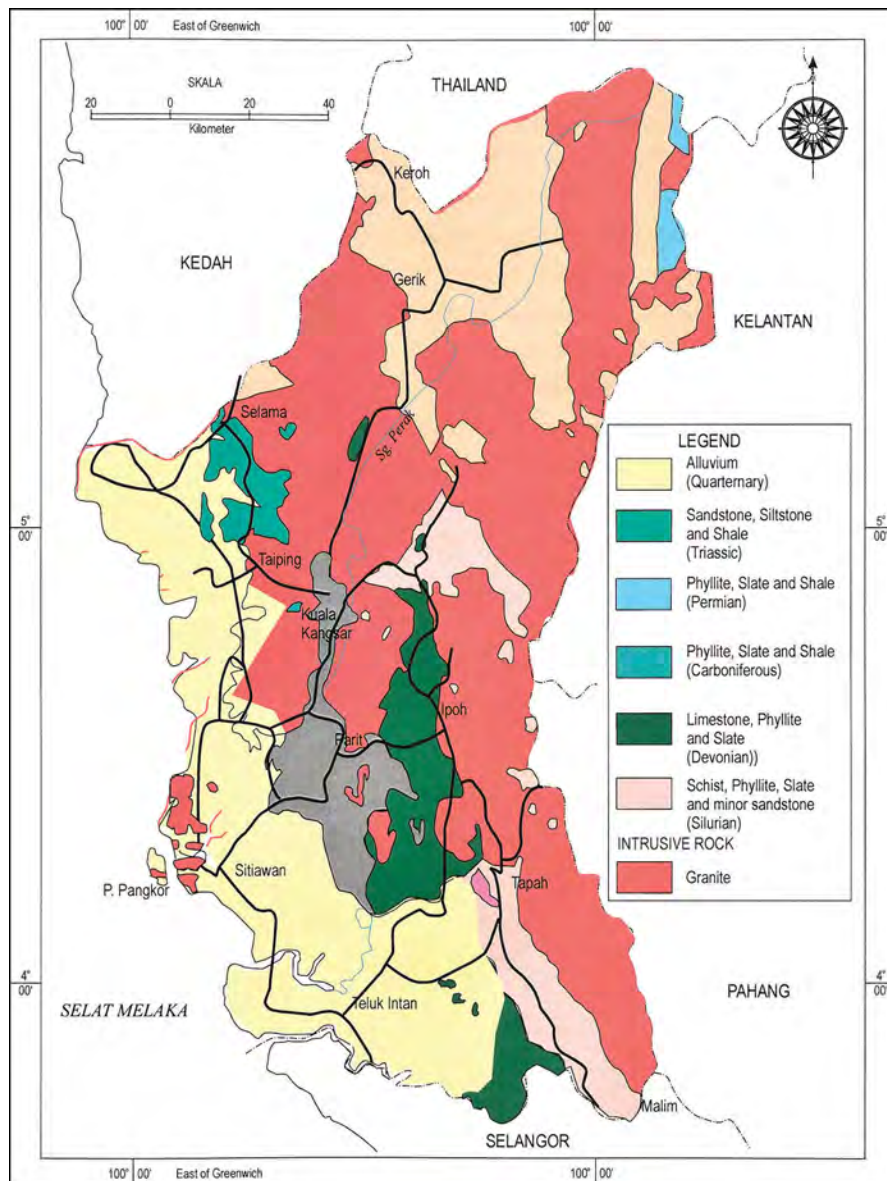 100° 00' East of Greenwich 100° 00'
SKALA
20 0 20 40
Kilometer
THAILAND
Keroh
KEDAH
Gerik
KELANTAN
Selama
Sg. Perak
5° 00'
5° 00'
Taiping
Kuala
Kangsar
Ipoh
Parit
Sitiawan
P. Pangkor
Tapah
4° 00'
4° 00'
SELAT MELAKA
Teluk Intan
PAHANG
Malim
SELANGOR
100° 00' East of Greenwich 100° 00'
LEGEND
Alluvium
(Quarternary)
Sandstone, Siltstone
and Shale
(Triassic)
Phyllite, Slate and Shale
(Permian)
Phyllite, Slate and Shale
(Carboniferous)
Limestone, Phyllite
and Slate
(Devonian))
Schist, Phyllite, Slate
and minor sandstone
(Silurian)
INTRUSIVE ROCK
Granite